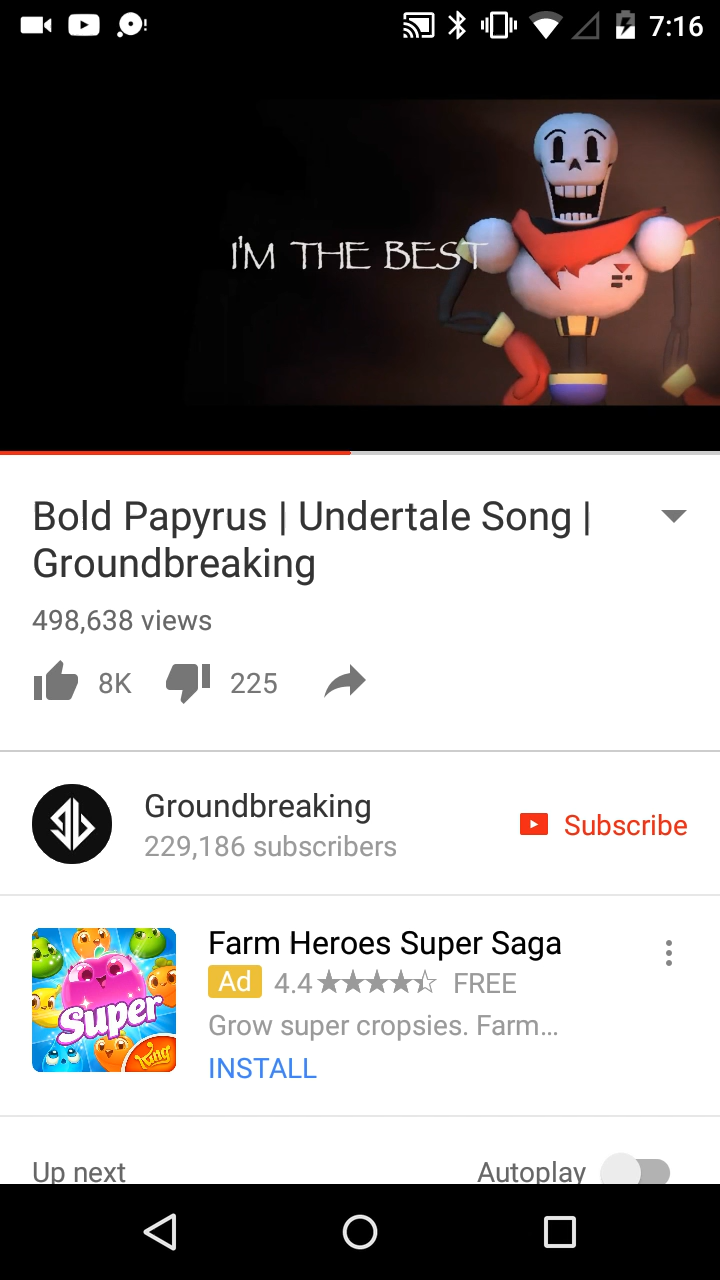 7:16
I'M THE BEST
Bold Papyrus | Undertale Song |
Groundbreaking
498,638 views
8K 225
Groundbreaking
229,186 subscribers
Subscribe
Farm Heroes Super Saga
Ad 4.4 FREE
Grow super cropsies. Farm...
INSTALL
Super
King
Up next
Autoplay